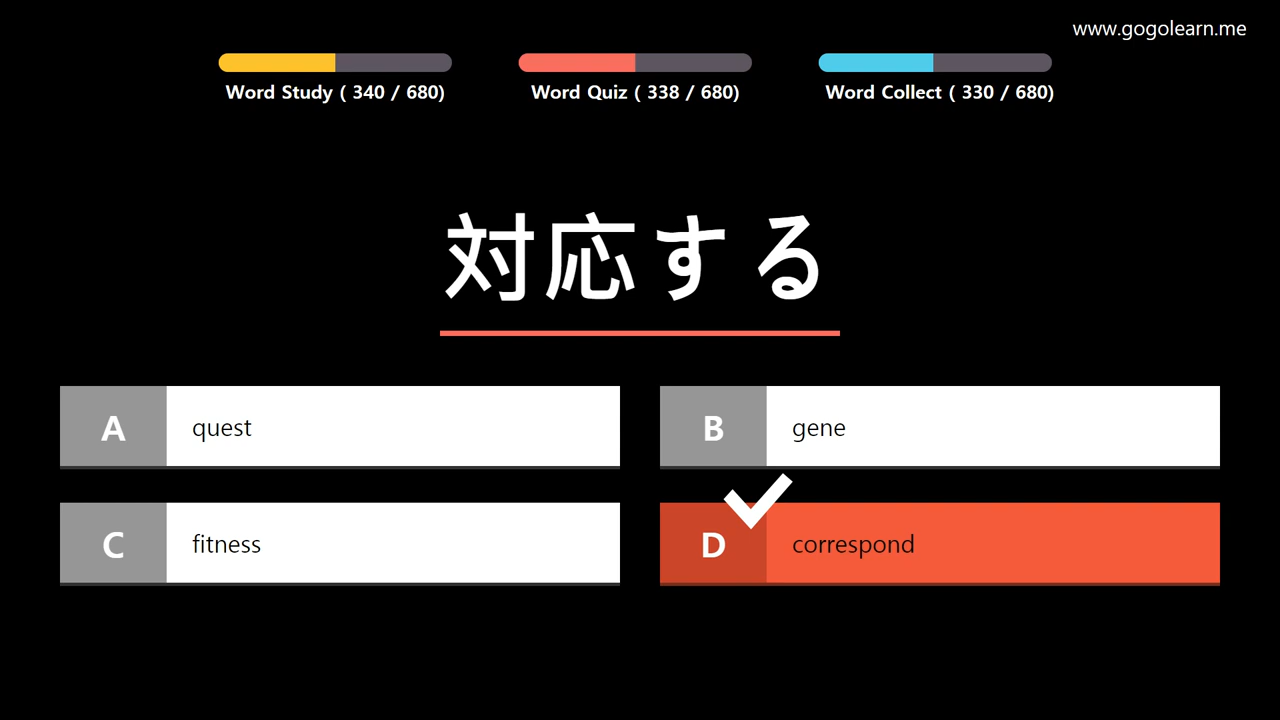 www.gogolearn.me
Word Study ( 340 / 680)
Word Quiz ( 338 / 680)
Word Collect ( 330 / 680)
対応する
A quest
B gene
C fitness
D correspond